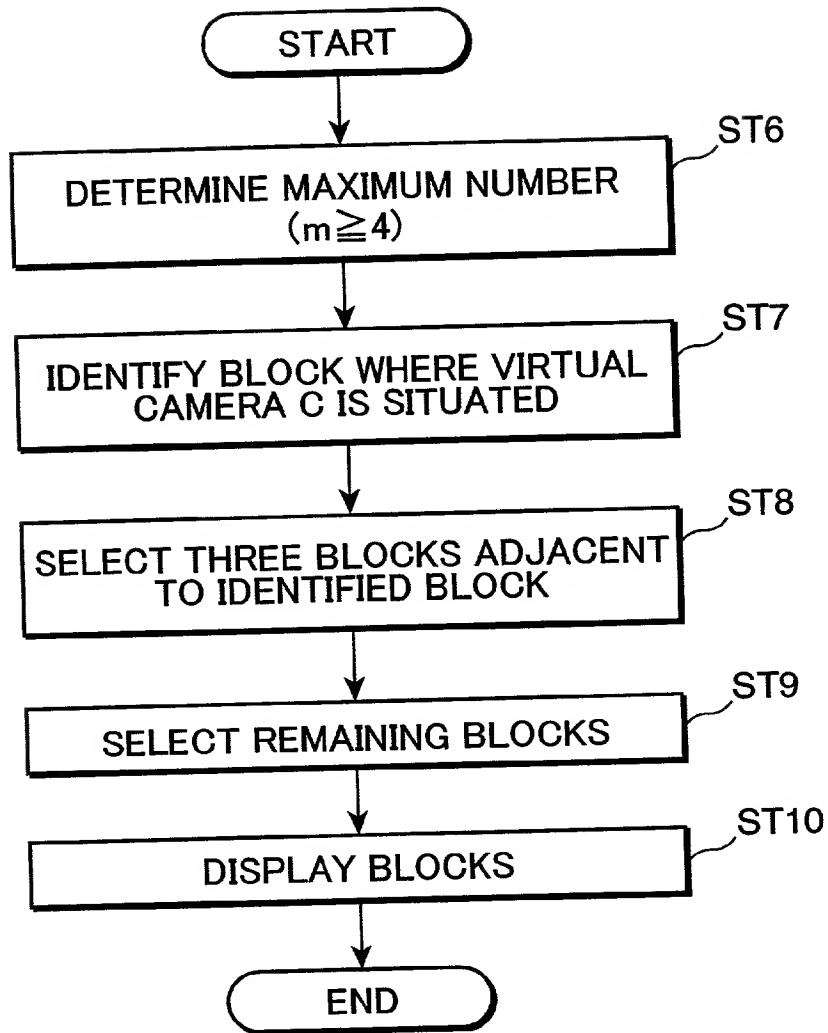 START
ST6
DETERMINE MAXIMUM NUMBER
(m≧4)
ST7
IDENTIFY BLOCK WHERE VIRTUAL
CAMERA C IS SITUATED
ST8
SELECT THREE BLOCKS ADJACENT
TO IDENTIFIED BLOCK
ST9
SELECT REMAINING BLOCKS
ST10
DISPLAY BLOCKS
END